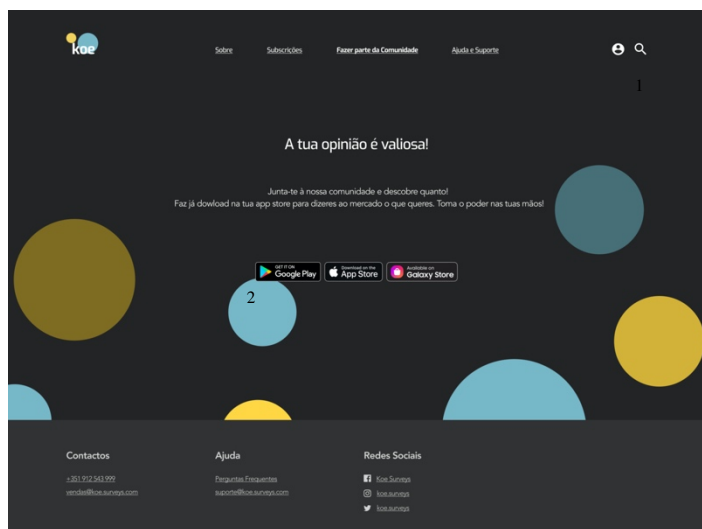 koe
Sobre Subscrições Fazer parte da Comunidade Ajuda e Suporte
1
A tua opinião é valiosa!
Junta-te à nossa comunidade e descobre quanto!
Faz já dowload na tua app store para dizeres ao mercado o que queres. Toma o poder nas tuas mãos!
GET IT ON
Google Play
Download on the
App Store
Available on
Galaxy Store
2
Contactos
+351 912 543 999
vendas@koe.surveys.com
Ajuda
Perguntas Frequentes
suporte@koe.surveys.com
Redes Sociais
Koe Surveys
koe.surveys
koe.surveys